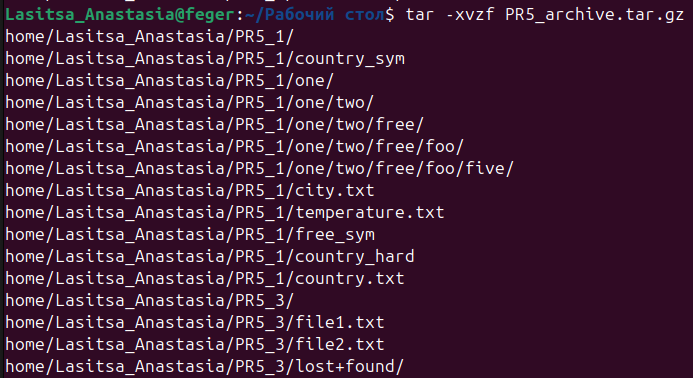 Lasitsa_Anastasia@feger:~/Рабочий стол$ tar -xvzf PR5_archive.tar.gz
home/Lasitsa_Anastasia/PR5_1/
home/Lasitsa_Anastasia/PR5_1/country_sym
home/Lasitsa_Anastasia/PR5_1/one/
home/Lasitsa_Anastasia/PR5_1/one/two/
home/Lasitsa_Anastasia/PR5_1/one/two/free/
home/Lasitsa_Anastasia/PR5_1/one/two/free/foo/
home/Lasitsa_Anastasia/PR5_1/one/two/free/foo/five/
home/Lasitsa_Anastasia/PR5_1/city.txt
home/Lasitsa_Anastasia/PR5_1/temperature.txt
home/Lasitsa_Anastasia/PR5_1/free_sym
home/Lasitsa_Anastasia/PR5_1/country_hard
home/Lasitsa_Anastasia/PR5_1/country.txt
home/Lasitsa_Anastasia/PR5_3/
home/Lasitsa_Anastasia/PR5_3/file1.txt
home/Lasitsa_Anastasia/PR5_3/file2.txt
home/Lasitsa_Anastasia/PR5_3/lost+found/